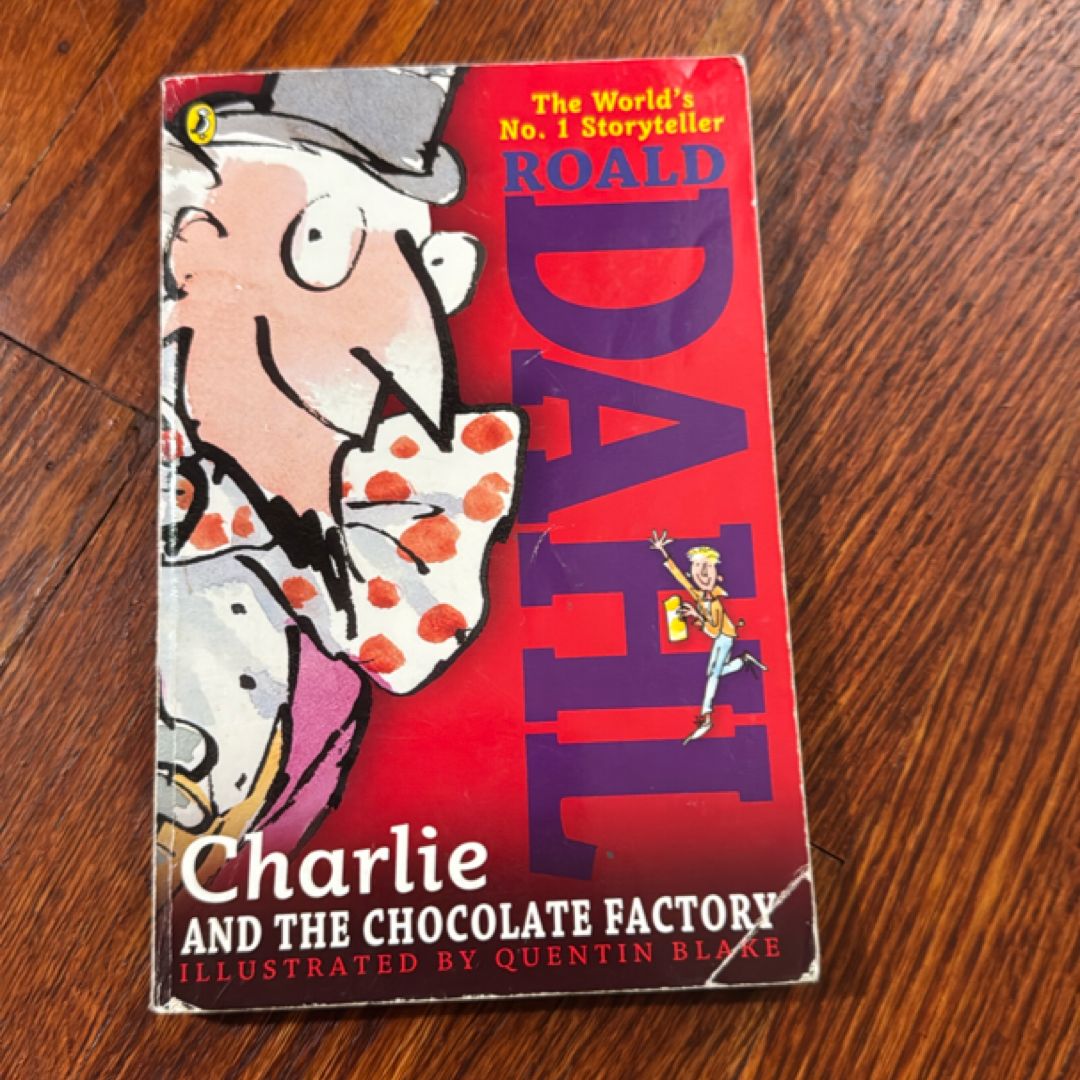 The World's
No. 1 Storyteller
ROALD
DAHL
Charlie
AND THE CHOCOLATE FACTORY
ILLUSTRATED BY QUENTIN BLAKE